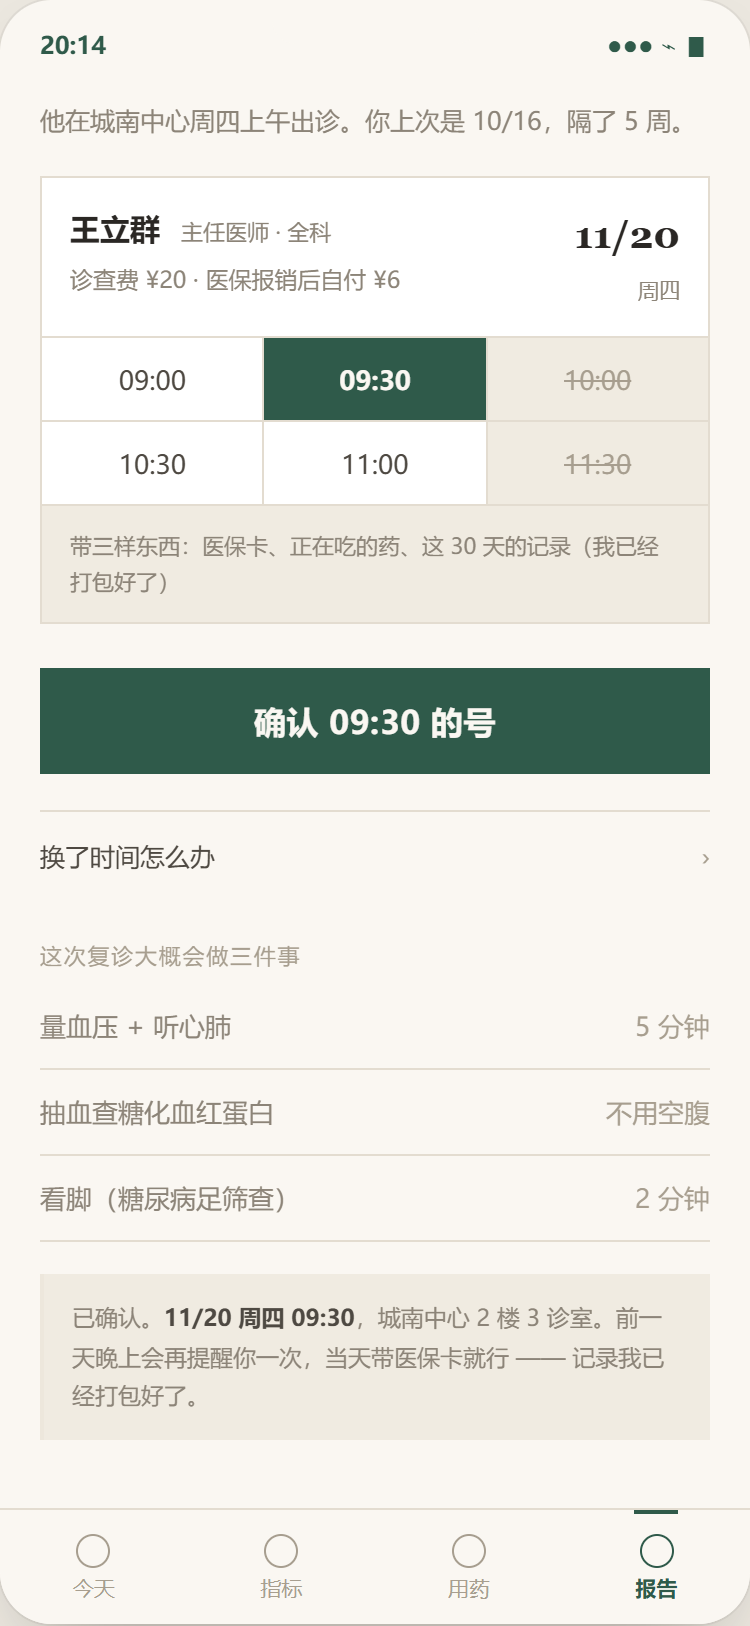 20:14
他在城南中心周四上午出诊。你上次是 10/16，隔了 5 周。
王立群 主任医师 · 全科
11/20
诊查费 ¥20 · 医保报销后自付 ¥6
周四
09:00 09:30 10:00
10:30 11:00 11:30
带三样东西：医保卡、正在吃的药、这 30 天的记录（我已经
打包好了）
确认 09:30 的号
换了时间怎么办 ›
这次复诊大概会做三件事
量血压 + 听心肺 5 分钟
抽血查糖化血红蛋白 不用空腹
看脚（糖尿病足筛查） 2 分钟
已确认。11/20 周四 09:30，城南中心 2 楼 3 诊室。前一
天晚上会再提醒你一次，当天带医保卡就行 —— 记录我已
经打包好了。
今天 指标 用药 报告